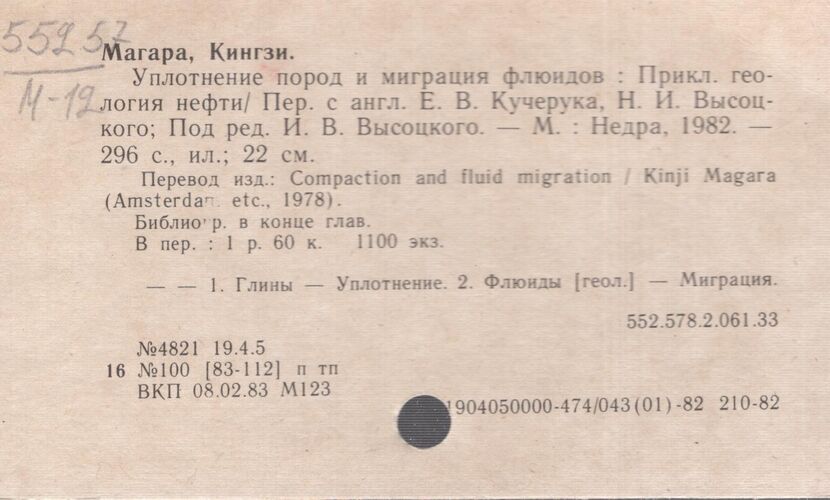 552 57
М-12
Магара, Кингзи.
Уплотнение пород и миграция флюидов : Прикл. гео-
логия нефти/ Пер. с англ. Е. В. Кучерука, Н. И. Высоц-
кого; Под ред. И. В. Высоцкого. — М. : Недра, 1982. —
296 с., ил.; 22 см.
Перевод изд.: Compaction and fluid migration / Kinji Magara
(Amsterdam etc., 1978).
Библиогр. в конце глав.
В пер. : 1 р. 60 к. 1100 экз.
— — 1. Глины — Уплотнение. 2. Флюиды [геол.] — Миграция.
552.578.2.061.33
№4821 19.4.5
16 №100 [83-112] п тп
ВКП 08.02.83 М123
1904050000-474/043(01)-82 210-82